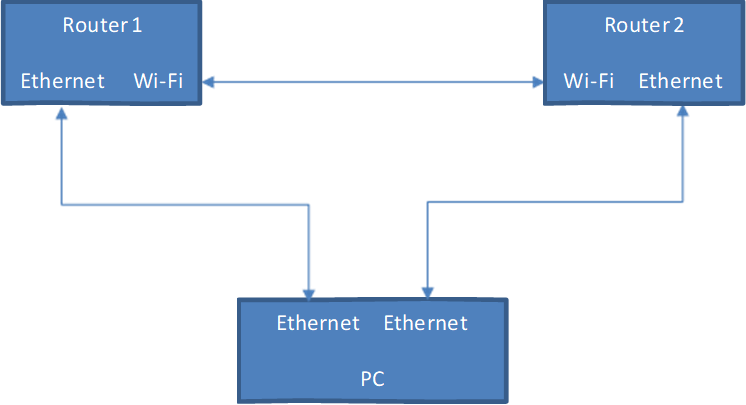 Router 1
Ethernet Wi-Fi
Router 2
Wi-Fi Ethernet
Ethernet Ethernet
PC